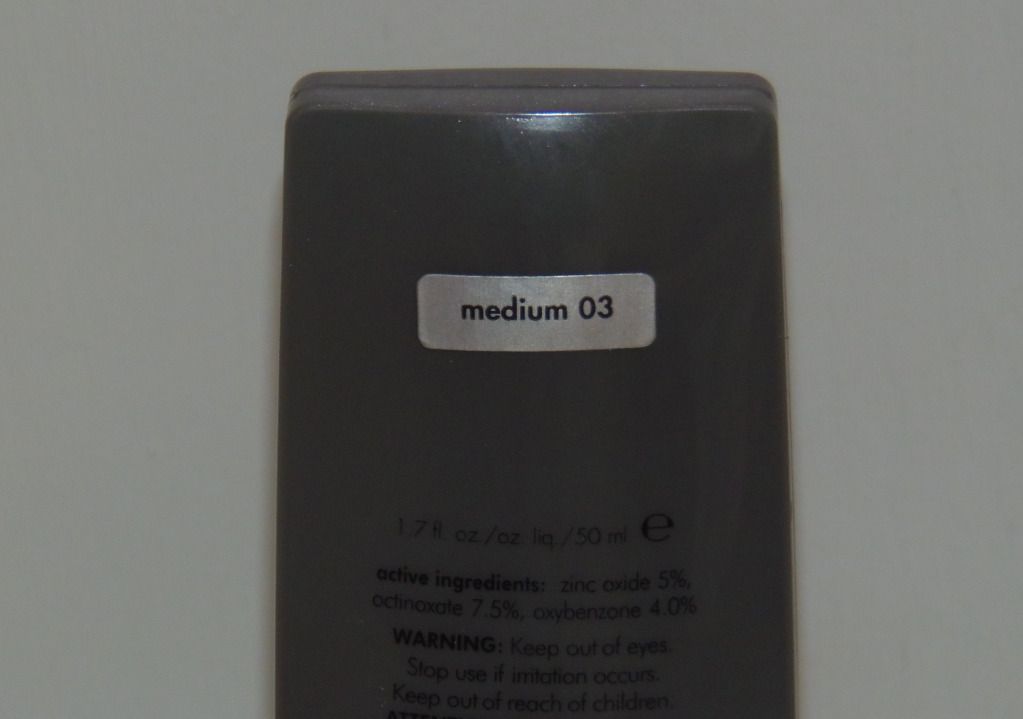 medium 03
1.7 fl. oz./oz. liq./50 ml ℮
active ingredients: zinc oxide 5%,
octinoxate 7.5%, oxybenzone 4.0%
WARNING: Keep out of eyes.
Stop use if irritation occurs.
Keep out of reach of children.